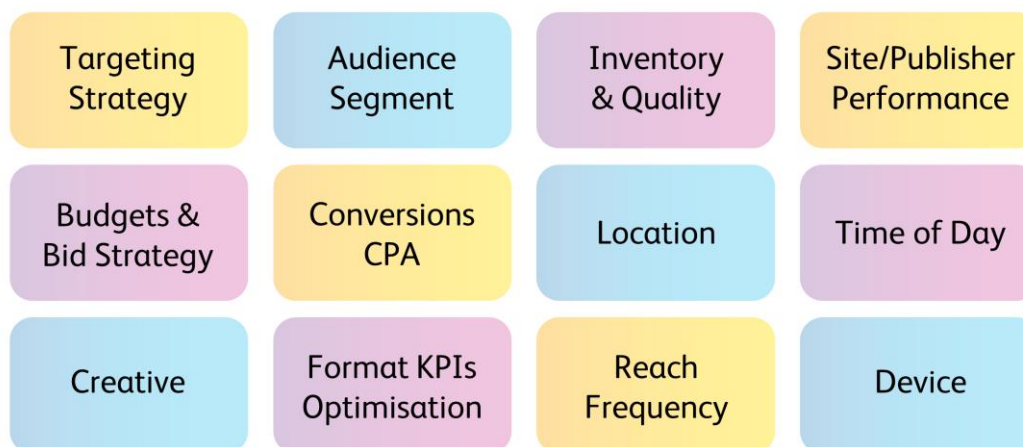 Targeting
Strategy
Audience
Segment
Inventory
& Quality
Site/Publisher
Performance
Budgets &
Bid Strategy
Conversions
CPA
Location
Time of Day
Creative
Format KPIs
Optimisation
Reach
Frequency
Device